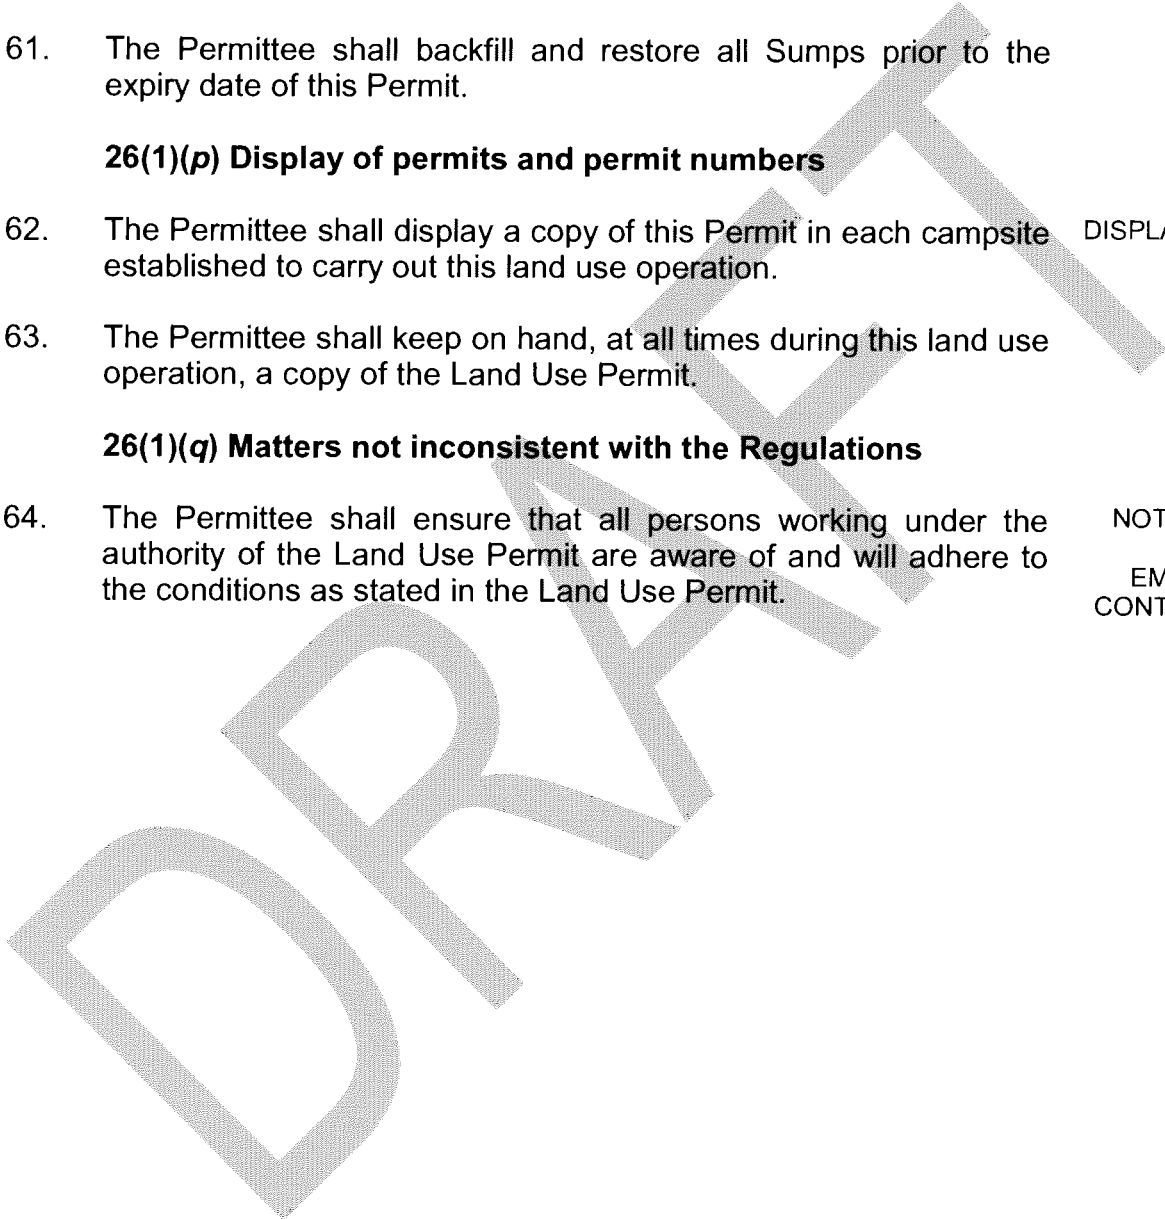 61. The Permittee shall backfill and restore all Sumps prior to the
expiry date of this Permit.
26(1)(p) Display of permits and permit numbers
62. The Permittee shall display a copy of this Permit in each campsite
established to carry out this land use operation.
63. The Permittee shall keep on hand, at all times during this land use
operation, a copy of the Land Use Permit.
26(1)(q) Matters not inconsistent with the Regulations
64. The Permittee shall ensure that all persons working under the
authority of the Land Use Permit are aware of and will adhere to
the conditions as stated in the Land Use Permit.
DRAFT